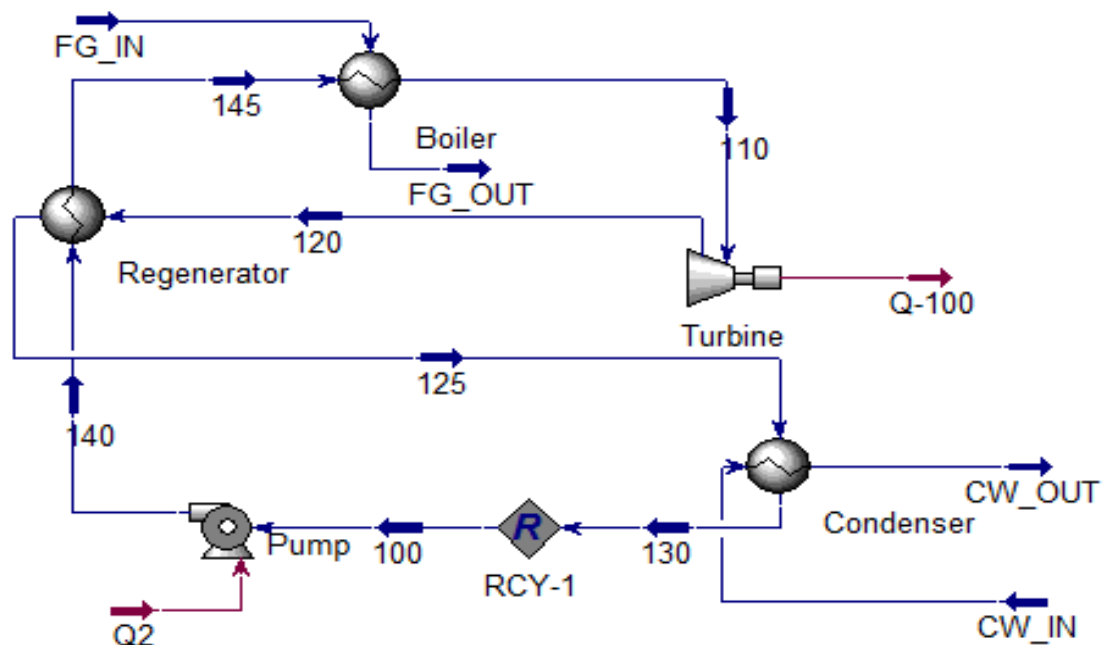 FG_IN
145
Boiler
110
FG_OUT
120
Regenerator
Q-100
Turbine
125
140
CW_OUT
Condenser
Pump
100
R
130
RCY-1
CW_IN
Q2